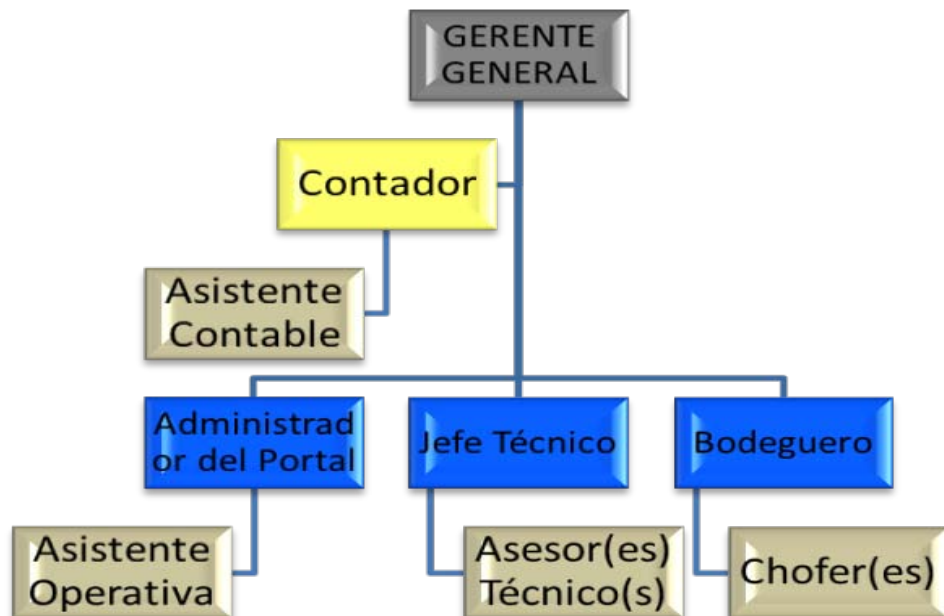 GERENTE
GENERAL
Contador
Asistente
Contable
Administrad
or del Portal
Jefe Técnico
Bodeguero
Asistente
Operativa
Asesor(es)
Técnico(s)
Chofer(es)